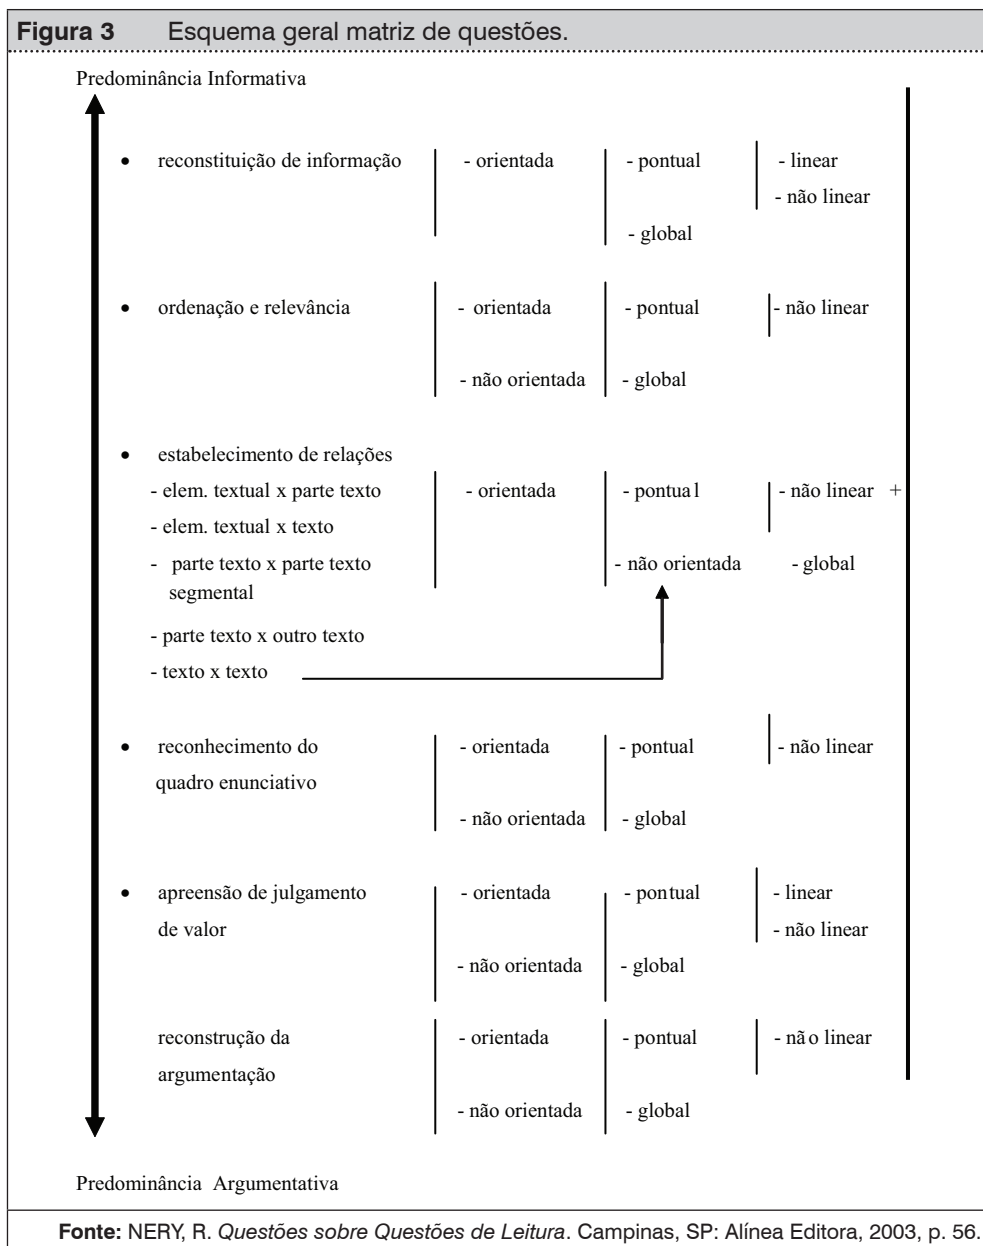 Figura 3 Esquema geral matriz de questões.
Predominância Informativa
• reconstituição de informação - orientada - pontual - linear
- não linear
- global
• ordenação e relevância - orientada - pontual - não linear
- não orientada - global
• estabelecimento de relações
- elem. textual x parte texto - orientada - pontual - não linear +
- elem. textual x texto
- parte texto x parte texto - não orientada - global
segmental
- parte texto x outro texto
- texto x texto
• reconhecimento do - orientada - pontual - não linear
quadro enunciativo
- não orientada - global
• apreensão de julgamento - orientada - pontual - linear
de valor - não linear
- não orientada - global
reconstrução da - orientada - pontual - não linear
argumentação
- não orientada - global
Predominância Argumentativa
Fonte: NERY, R. Questões sobre Questões de Leitura. Campinas, SP: Alínea Editora, 2003, p. 56.